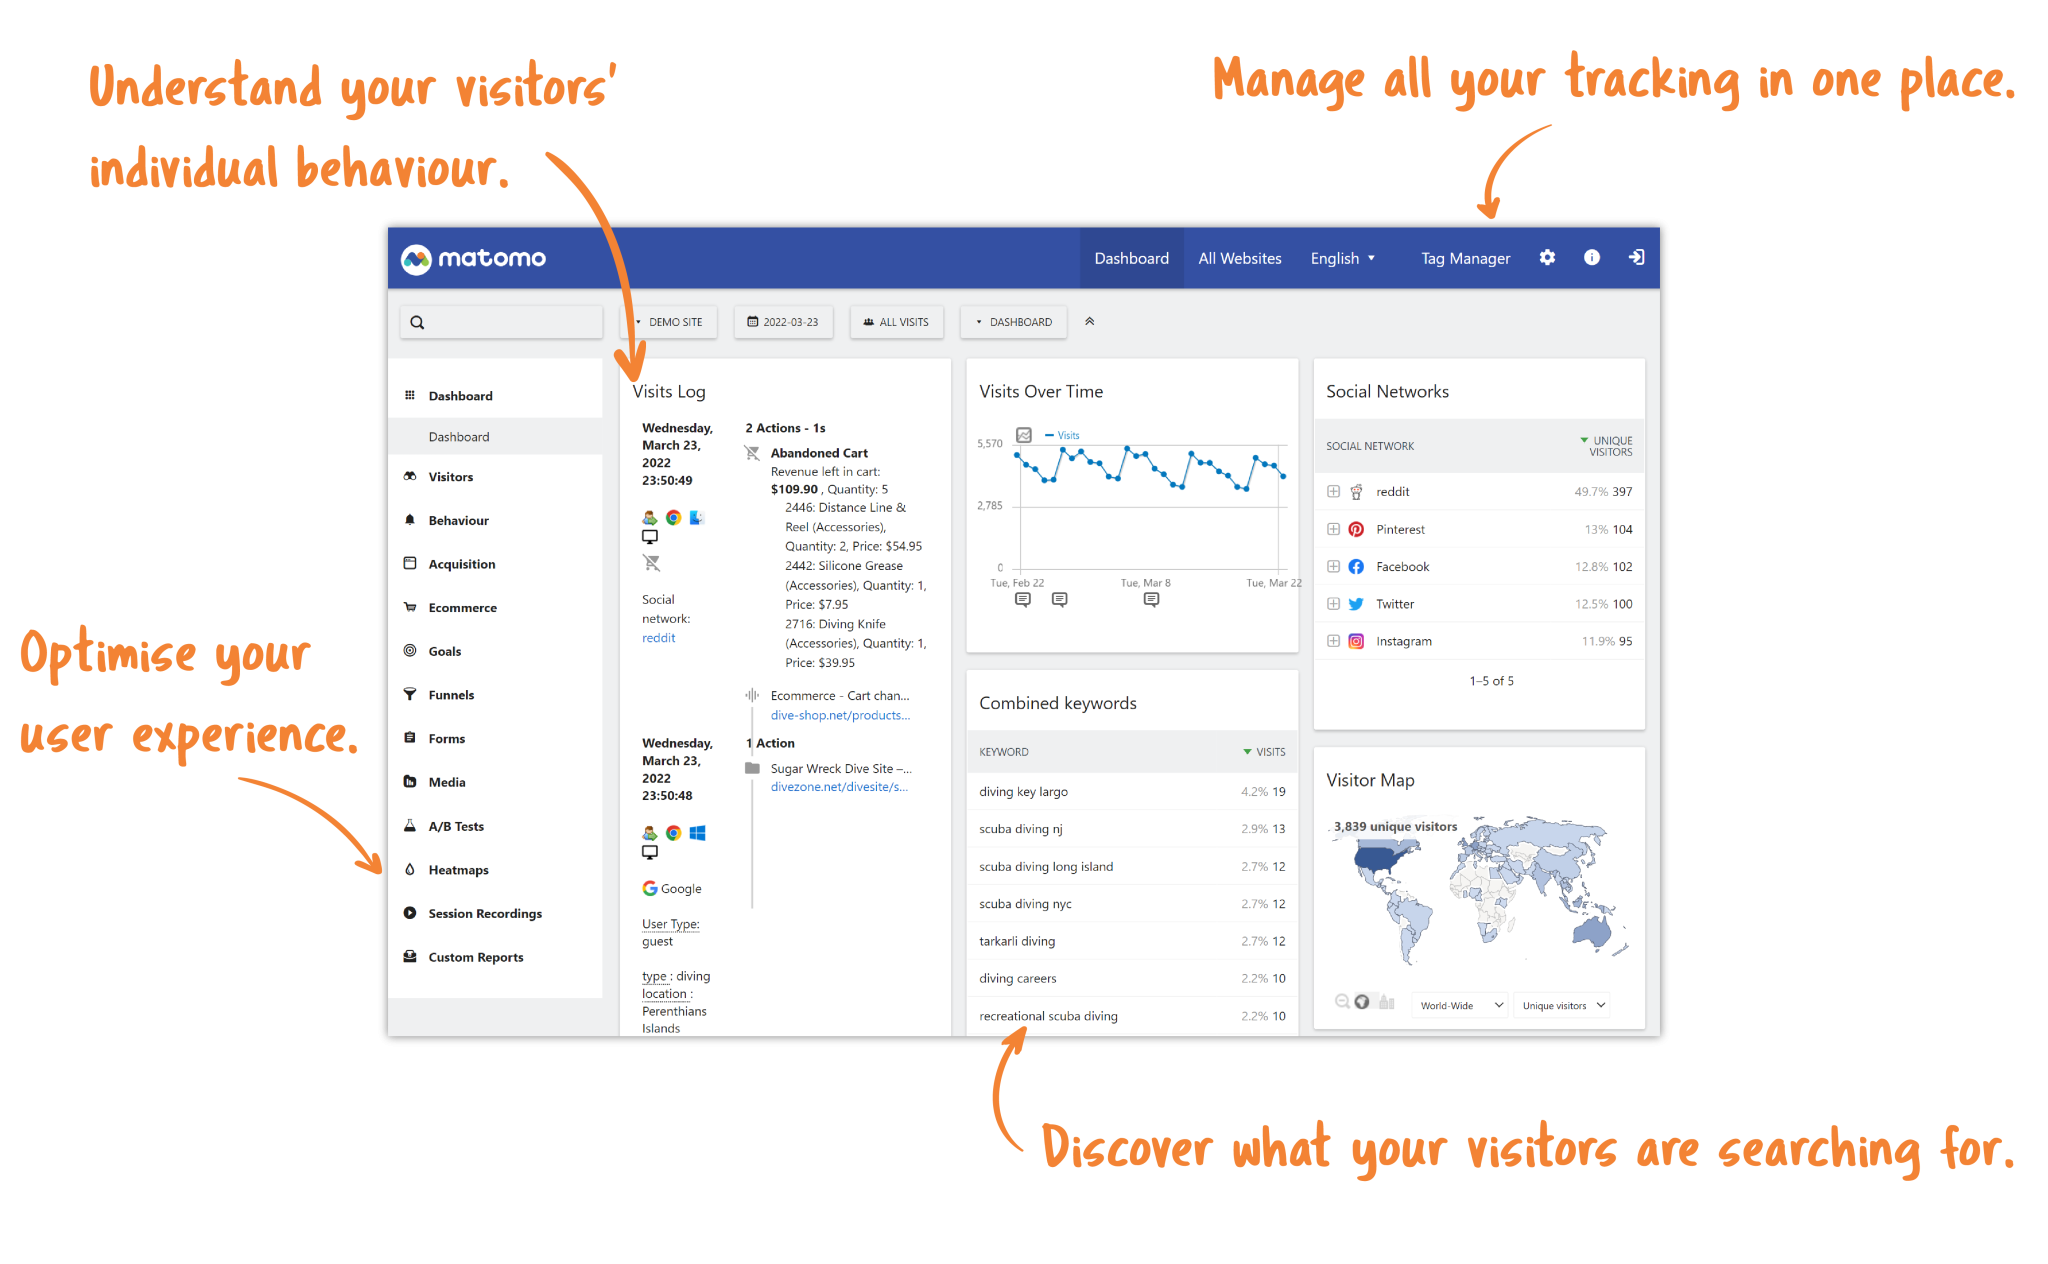 Understand your visitors'
individual behaviour.
Manage all your tracking in one place.
matomo
Dashboard
All Websites
English
Tag Manager
DEMO SITE
2022-03-23
ALL VISITS
DASHBOARD
Dashboard
Dashboard
Visitors
Behaviour
Acquisition
Ecommerce
Goals
Funnels
Forms
Media
A/B Tests
Heatmaps
Session Recordings
Custom Reports
Optimise your
user experience.
Visits Log
Wednesday,
March 23,
2022
23:50:49
Social
network:
reddit
2 Actions - 1s
Abandoned Cart
Revenue left in cart:
$109.90 , Quantity: 5
2446: Distance Line &
Reel (Accessories),
Quantity: 2, Price: $54.95
2442: Silicone Grease
(Accessories), Quantity: 1,
Price: $7.95
2716: Diving Knife
(Accessories), Quantity: 1,
Price: $39.95
Ecommerce - Cart chan...
dive-shop.net/products...
Wednesday,
March 23,
2022
23:50:48
Google
User Type:
guest
type : diving
location :
Perenthians
Islands
1 Action
Sugar Wreck Dive Site –...
divezone.net/divesite/s...
Visits Over Time
Visits
5,570
2,785
0
Tue, Feb 22
Tue, Mar 8
Tue, Mar 22
Combined keywords
KEYWORD VISITS
diving key largo 4.2% 19
scuba diving nj 2.9% 13
scuba diving long island 2.7% 12
scuba diving nyc 2.7% 12
tarkarli diving 2.7% 12
diving careers 2.2% 10
recreational scuba diving 2.2% 10
Social Networks
SOCIAL NETWORK UNIQUE
VISITORS
reddit 49.7% 397
Pinterest 13% 104
Facebook 12.8% 102
Twitter 12.5% 100
Instagram 11.9% 95
1–5 of 5
Visitor Map
3,839 unique visitors
World-Wide
Unique visitors
Discover what your visitors are searching for.